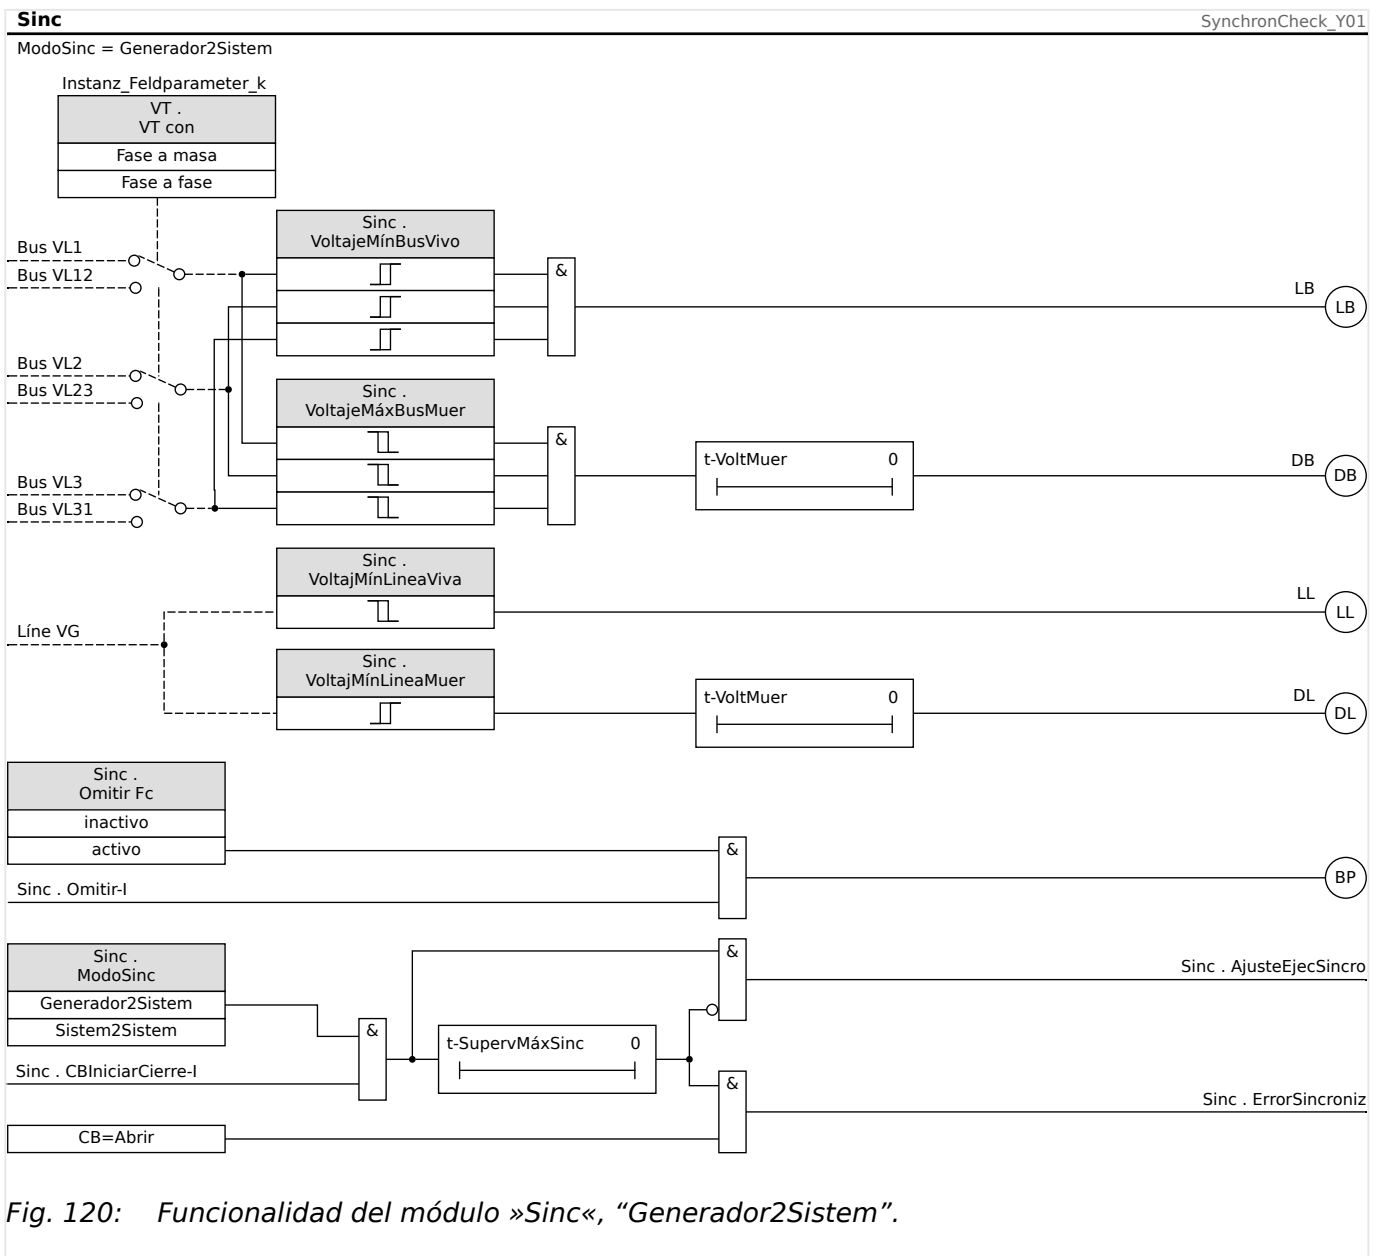 Sinc
SynchronCheck_Y01
ModoSinc = Generador2Sistem
Instanz_Feldparameter_k
VT .
VT con
Fase a masa
Fase a fase
Sinc .
VoltajeMínBusVivo
Bus VL1
Bus VL12
&
LB
LB
Bus VL2
Bus VL23
Sinc .
VoltajeMáxBusMuer
&
t-VoltMuer 0
DB
DB
Bus VL3
Bus VL31
Sinc .
VoltajMínLineaViva
LL
LL
Líne VG
Sinc .
VoltajMínLineaMuer
t-VoltMuer 0
DL
DL
Sinc .
Omitir Fc
inactivo
activo
&
Sinc . Omitir-I
BP
Sinc .
ModoSinc
Generador2Sistem
Sistem2Sistem
&
Sinc . AjusteEjecSincro
&
t-SupervMáxSinc 0
Sinc . CBIniciarCierre-I
&
Sinc . ErrorSincroniz
CB=Abrir
Fig. 120: Funcionalidad del módulo »Sinc«, “Generador2Sistem”.